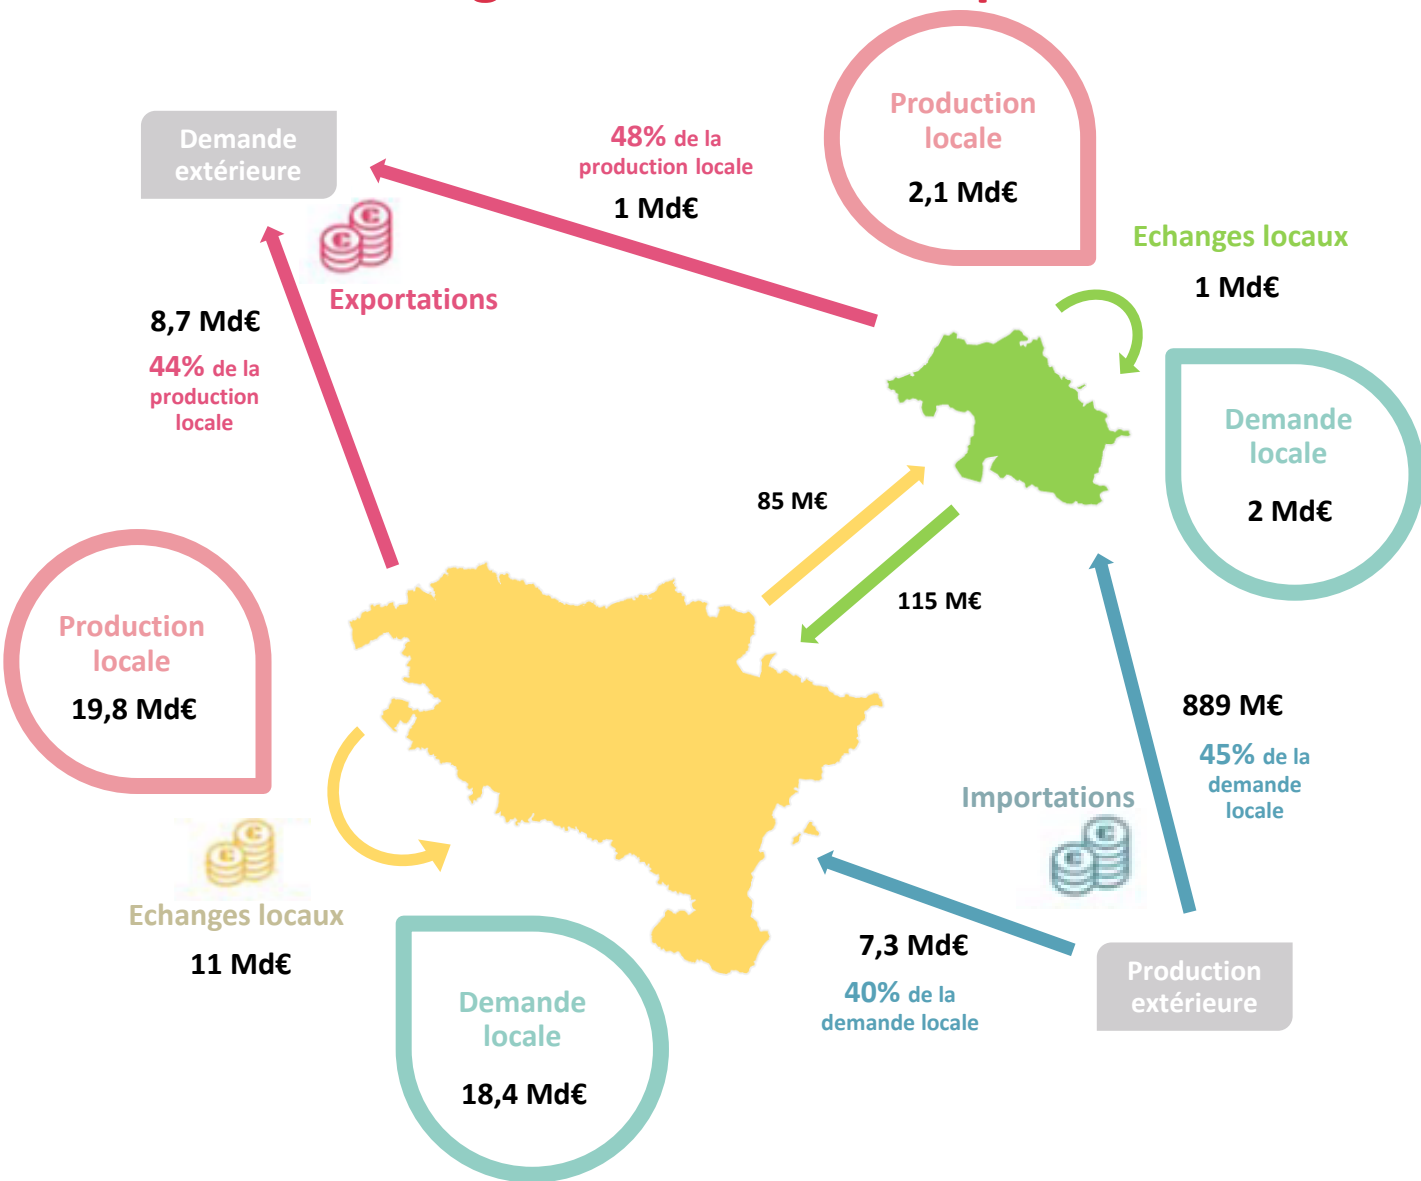 Production
locale
2,1 Md€
Demande
extérieure
48% de la
production locale
1 Md€
Echanges locaux
1 Md€
Exportations
8,7 Md€
44% de la
production
locale
Demande
locale
2 Md€
85 M€
115 M€
Production
locale
19,8 Md€
889 M€
45% de la
demande
locale
Importations
Echanges locaux
11 Md€
7,3 Md€
40% de la
demande locale
Production
extérieure
Demande
locale
18,4 Md€